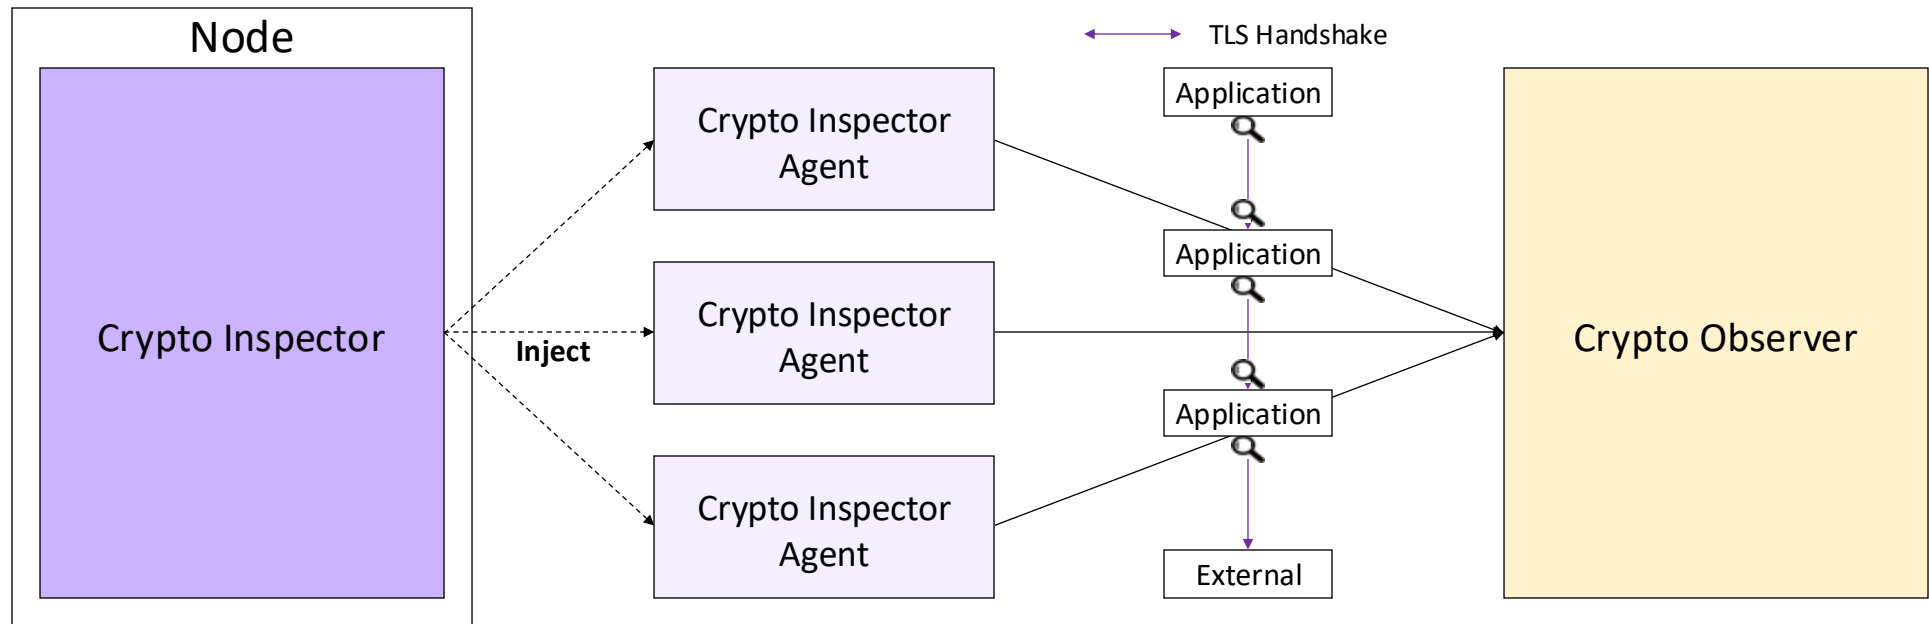 Node
TLS Handshake
Crypto Inspector
Inject
Crypto Inspector
Agent
Crypto Inspector
Agent
Crypto Inspector
Agent
Application
Application
Application
External
Crypto Observer